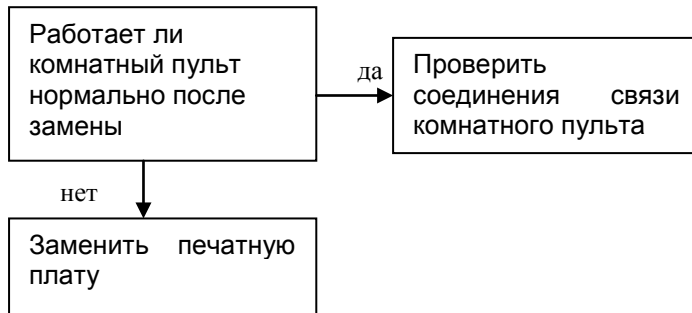 Работает ли
комнатный пульт
нормально после
замены
да
Проверить
соединения связи
комнатного пульта
нет
Заменить печатную
плату